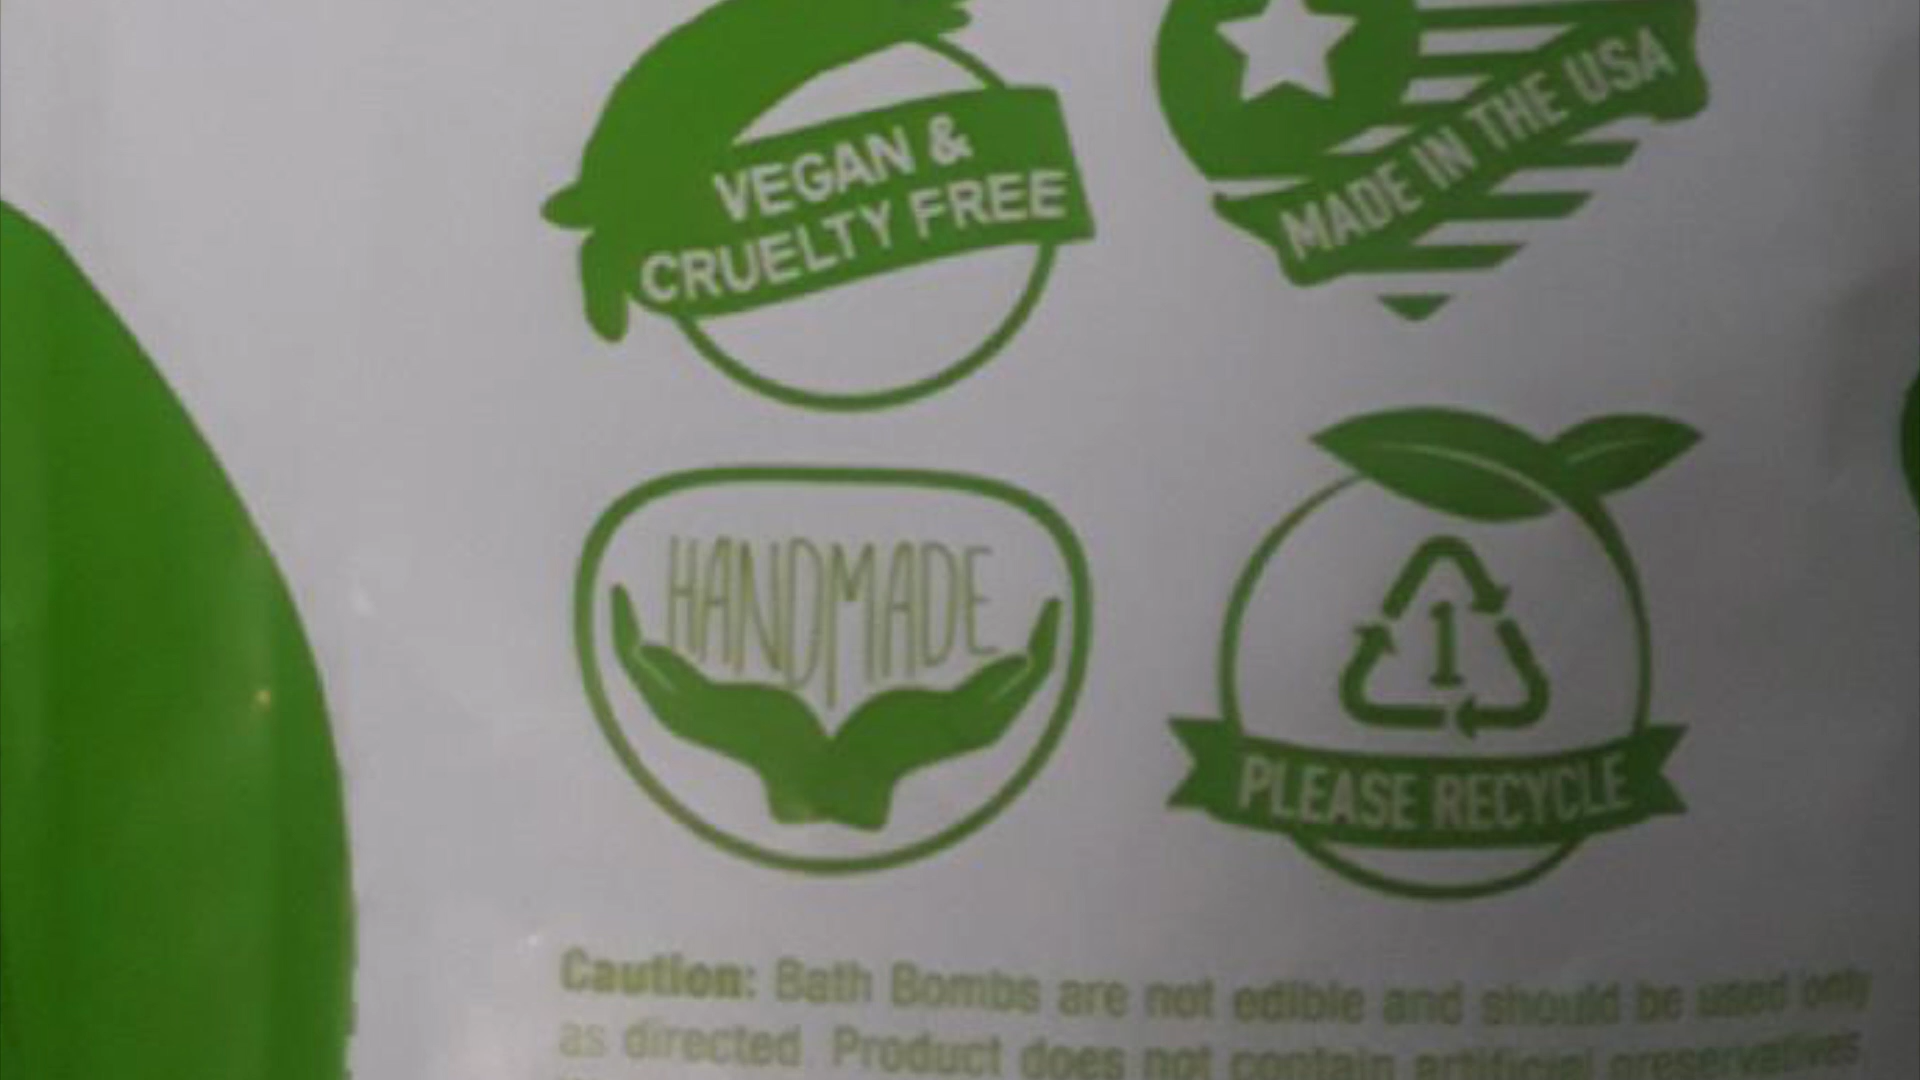 VEGAN &
CRUELTY FREE
MADE IN THE USA
HANDMADE
1
PLEASE RECYCLE
Caution: Bath Bombs are not edible and should be used only
as directed. Product does not contain artificial preservatives.